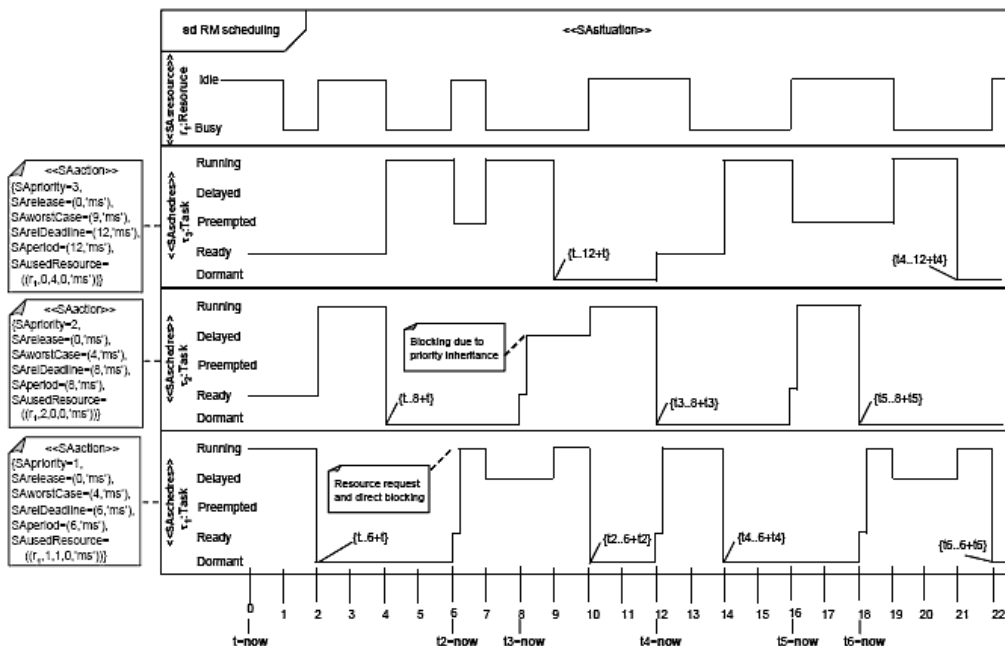 sd RM scheduling
<<SAsituation>>
<<SAsresource>>
r1:Resoruce
Idle
Busy
<<SAaction>>
{SApriority=3,
SArelease=(0,'ms'),
SAworstCase=(9,'ms'),
SArelDeadline=(12,'ms'),
SAperiod=(12,'ms'),
SAusedResource=
((r1,0,4,0,'ms'))}
<<SAschedres>>
τ3:Task
Running
Delayed
Preempted
Ready
Dormant
{t..12+t}
{t4..12+t4}
<<SAaction>>
{SApriority=2,
SArelease=(0,'ms'),
SAworstCase=(4,'ms'),
SArelDeadline=(8,'ms'),
SAperiod=(8,'ms'),
SAusedResource=
((r1,2,0,0,'ms'))}
<<SAschedres>>
τ2:Task
Running
Delayed
Preempted
Ready
Dormant
Blocking due to
priority inheritance
{t..8+t}
{t3..8+t3}
{t5..8+t5}
<<SAaction>>
{SApriority=1,
SArelease=(0,'ms'),
SAworstCase=(4,'ms'),
SArelDeadline=(6,'ms'),
SAperiod=(6,'ms'),
SAusedResource=
((r1,1,1,0,'ms'))}
<<SAschedres>>
τ1:Task
Running
Delayed
Preempted
Ready
Dormant
Resource request
and direct blocking
{t..6+t}
{t2..6+t2}
{t4..6+t4}
{t6..6+t6}
0 1 2 3 4 5 6 7 8 9 10 11 12 13 14 15 16 17 18 19 20 21 22
t=now t2=now t3=now t4=now t5=now t6=now